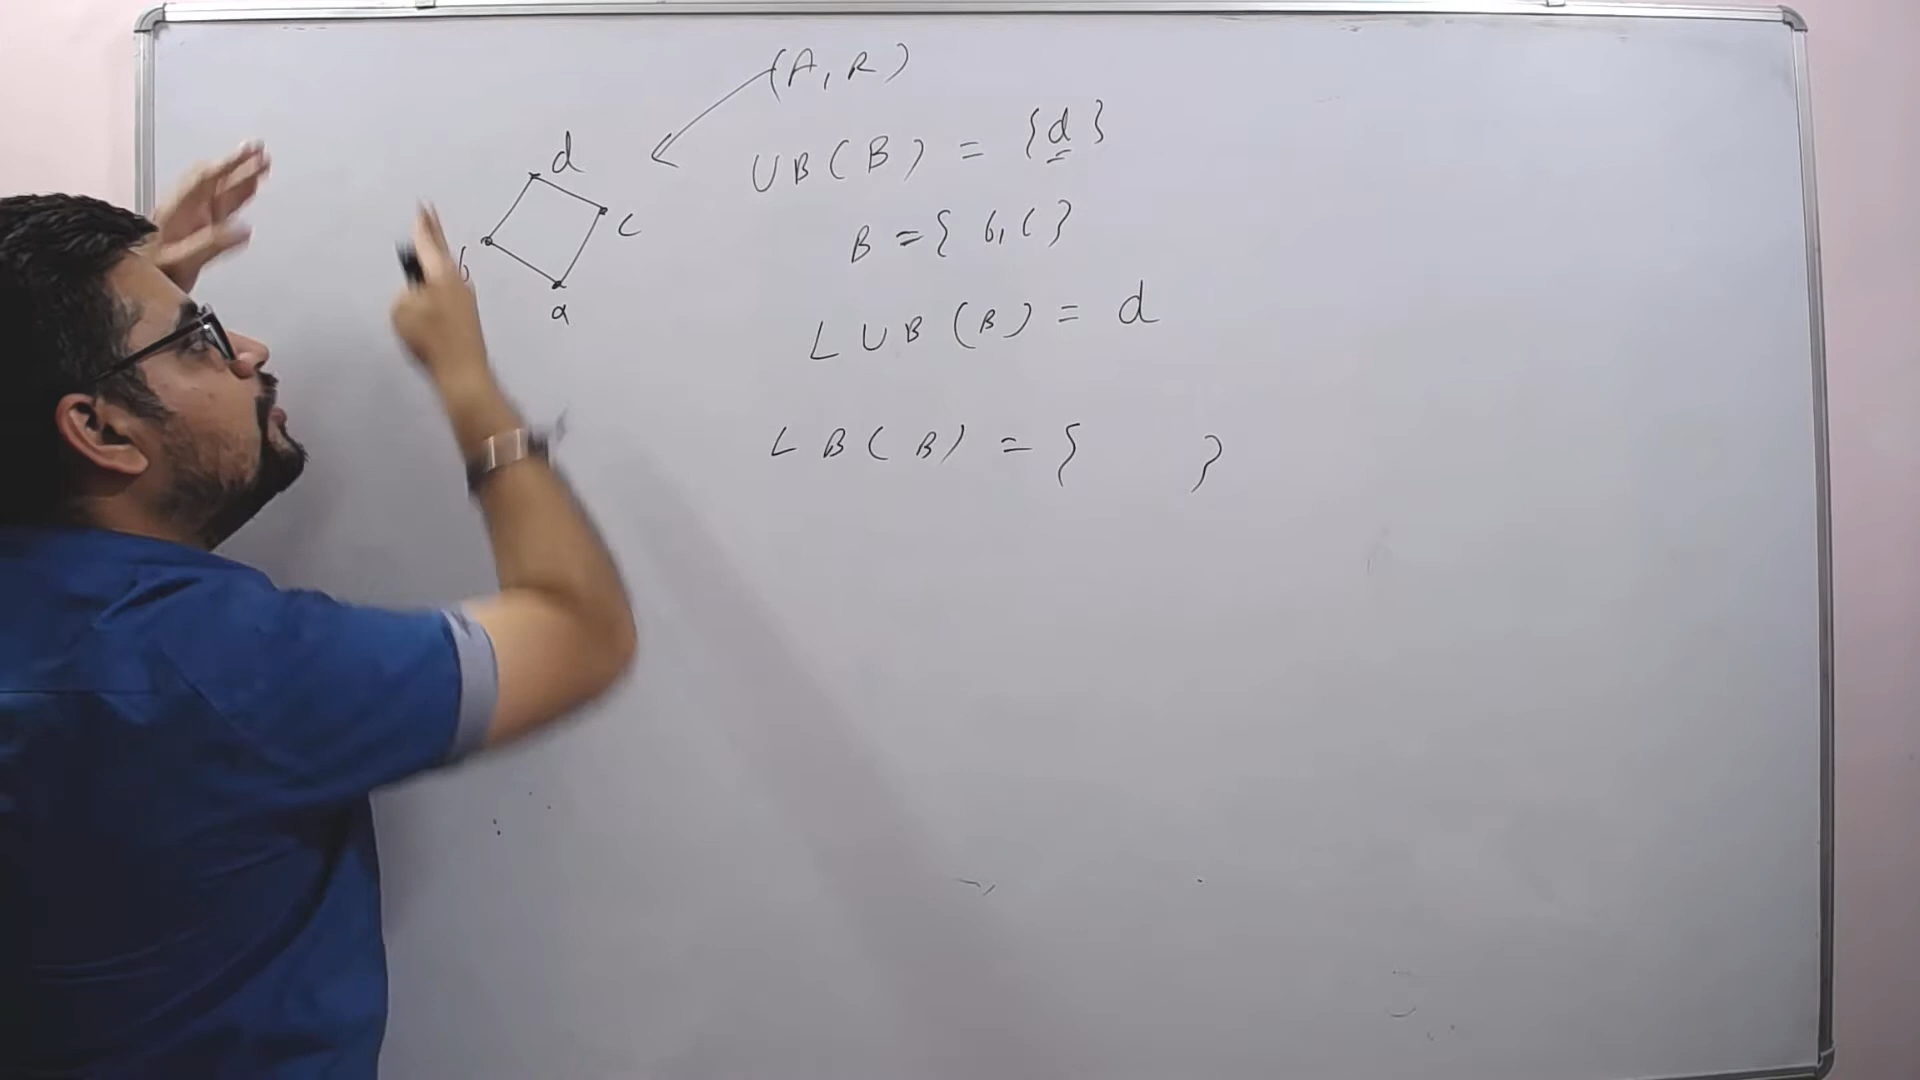 (A, R)
d
UB(B) = {d}
c
B = { b, c }
b
a
LUB (B) = d
LB(B) = { }